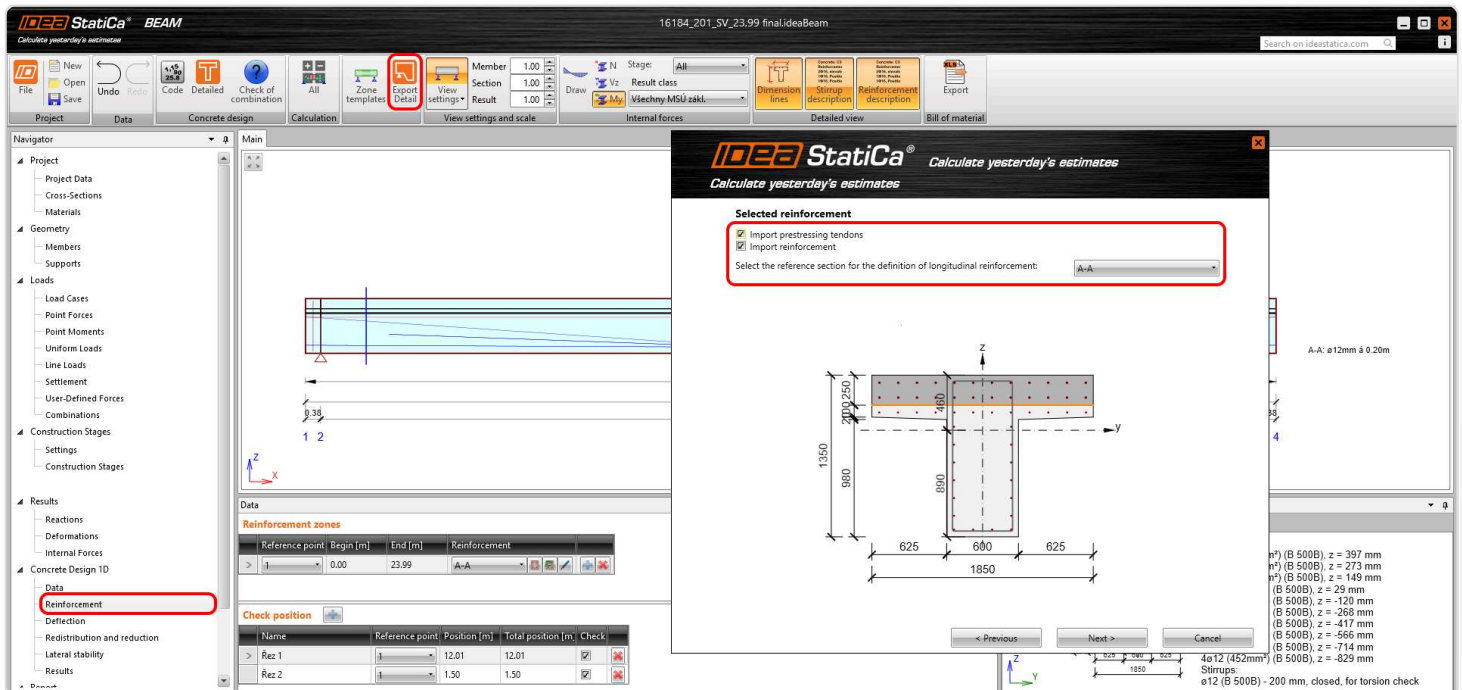 IDEA StatiCa® BEAM
Calculate yesterday's estimates
16184_201_SV_23,99 final.ideaBeam
Search on ideastatica.com
File
New
Open
Save
Undo Redo
Code Detailed Check of combination
All
Zone templates
Export Detail
View settings
Member 1.00
Section 1.00
Result 1.00
Draw
N
Vz
My
Stage: All
Result class
Všechny MSÚ zákl.
Dimension lines
Stirrup description
Reinforcement description
XLS
Export
Project
Data
Concrete design
Calculation
View settings and scale
Internal forces
Detailed view
Bill of material
Navigator
Project
Project Data
Cross-Sections
Materials
Geometry
Members
Supports
Loads
Load Cases
Point Forces
Point Moments
Uniform Loads
Line Loads
Settlement
User-Defined Forces
Combinations
Construction Stages
Settings
Construction Stages
Results
Reactions
Deformations
Internal Forces
Concrete Design 1D
Data
Reinforcement
Deflection
Redistribution and reduction
Lateral stability
Results
Report
Main
0.38
1 2
Z
X
38
4
A-A: ø12mm á 0.20m
Data
Reinforcement zones
Reference point Begin [m] End [m] Reinforcement
> 1 0.00 23.99 A-A
Check position
Name Reference point Position [m] Total position [m] Check
> Řez 1 1 12.01 12.01
Řez 2 1 1.50 1.50
IDEA StatiCa® Calculate yesterday's estimates
Calculate yesterday's estimates
Selected reinforcement
Import prestressing tendons
Import reinforcement
Select the reference section for the definition of longitudinal reinforcement: A-A
z
y
250
460
1350
980
890
625 600 625
1850
< Previous Next > Cancel
m²) (B 500B), z = 397 mm
m²) (B 500B), z = 273 mm
m²) (B 500B), z = 149 mm
(B 500B), z = 29 mm
(B 500B), z = -120 mm
(B 500B), z = -268 mm
(B 500B), z = -417 mm
(B 500B), z = -566 mm
(B 500B), z = -714 mm
4ø12 (452mm²) (B 500B), z = -829 mm
Stirrups:
ø12 (B 500B) - 200 mm, closed, for torsion check
625 600 625
1850
Z
Y